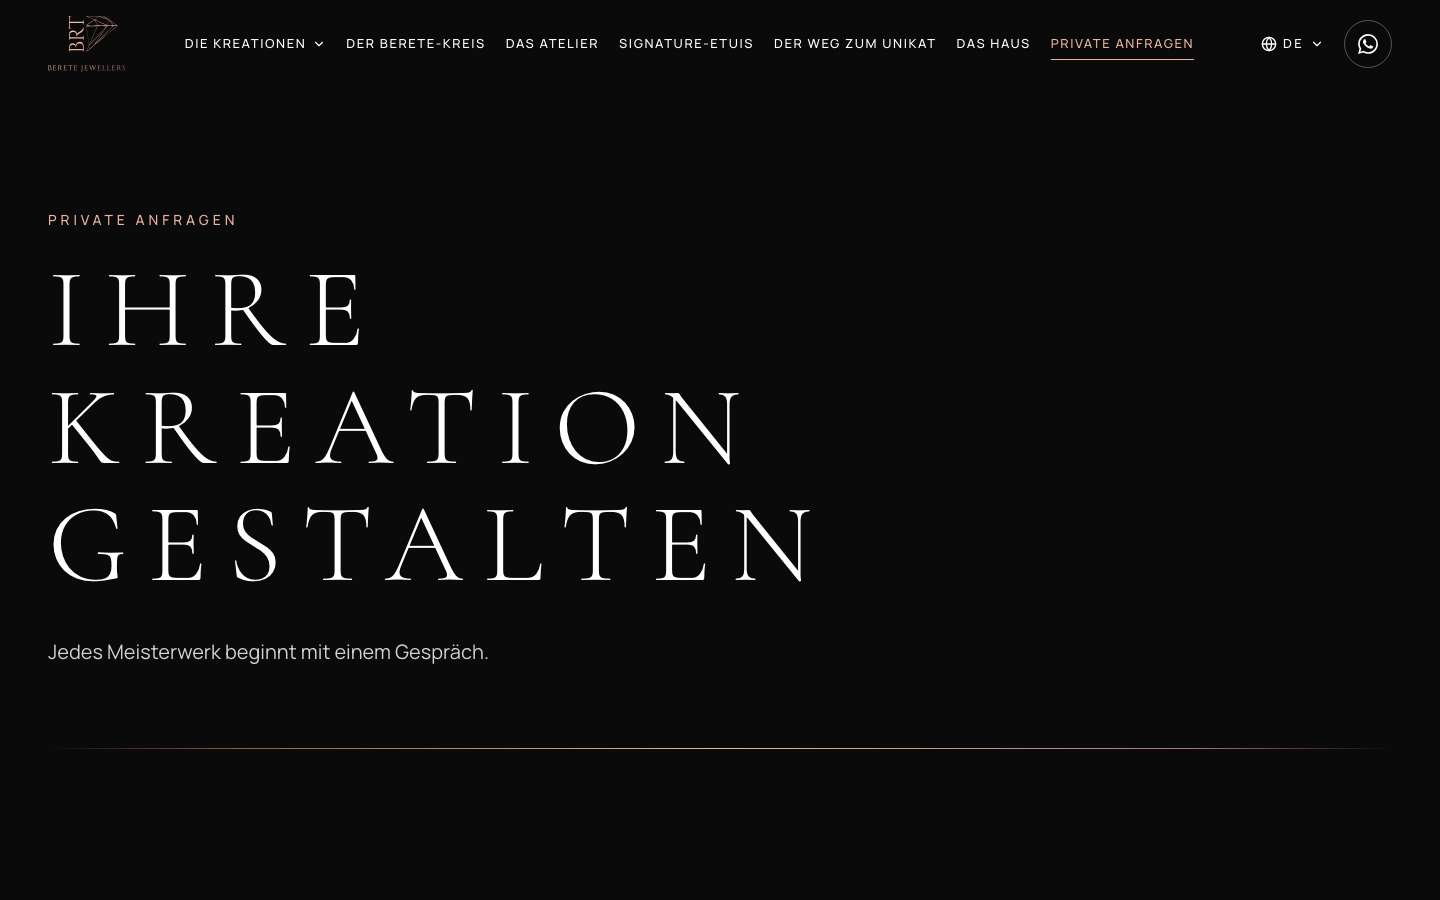 BRT
BERETE JEWELLERS
DIE KREATIONEN
DER BERETE-KREIS
DAS ATELIER
SIGNATURE-ETUIS
DER WEG ZUM UNIKAT
DAS HAUS
PRIVATE ANFRAGEN
DE
PRIVATE ANFRAGEN
IHRE
KREATION
GESTALTEN
Jedes Meisterwerk beginnt mit einem Gespräch.